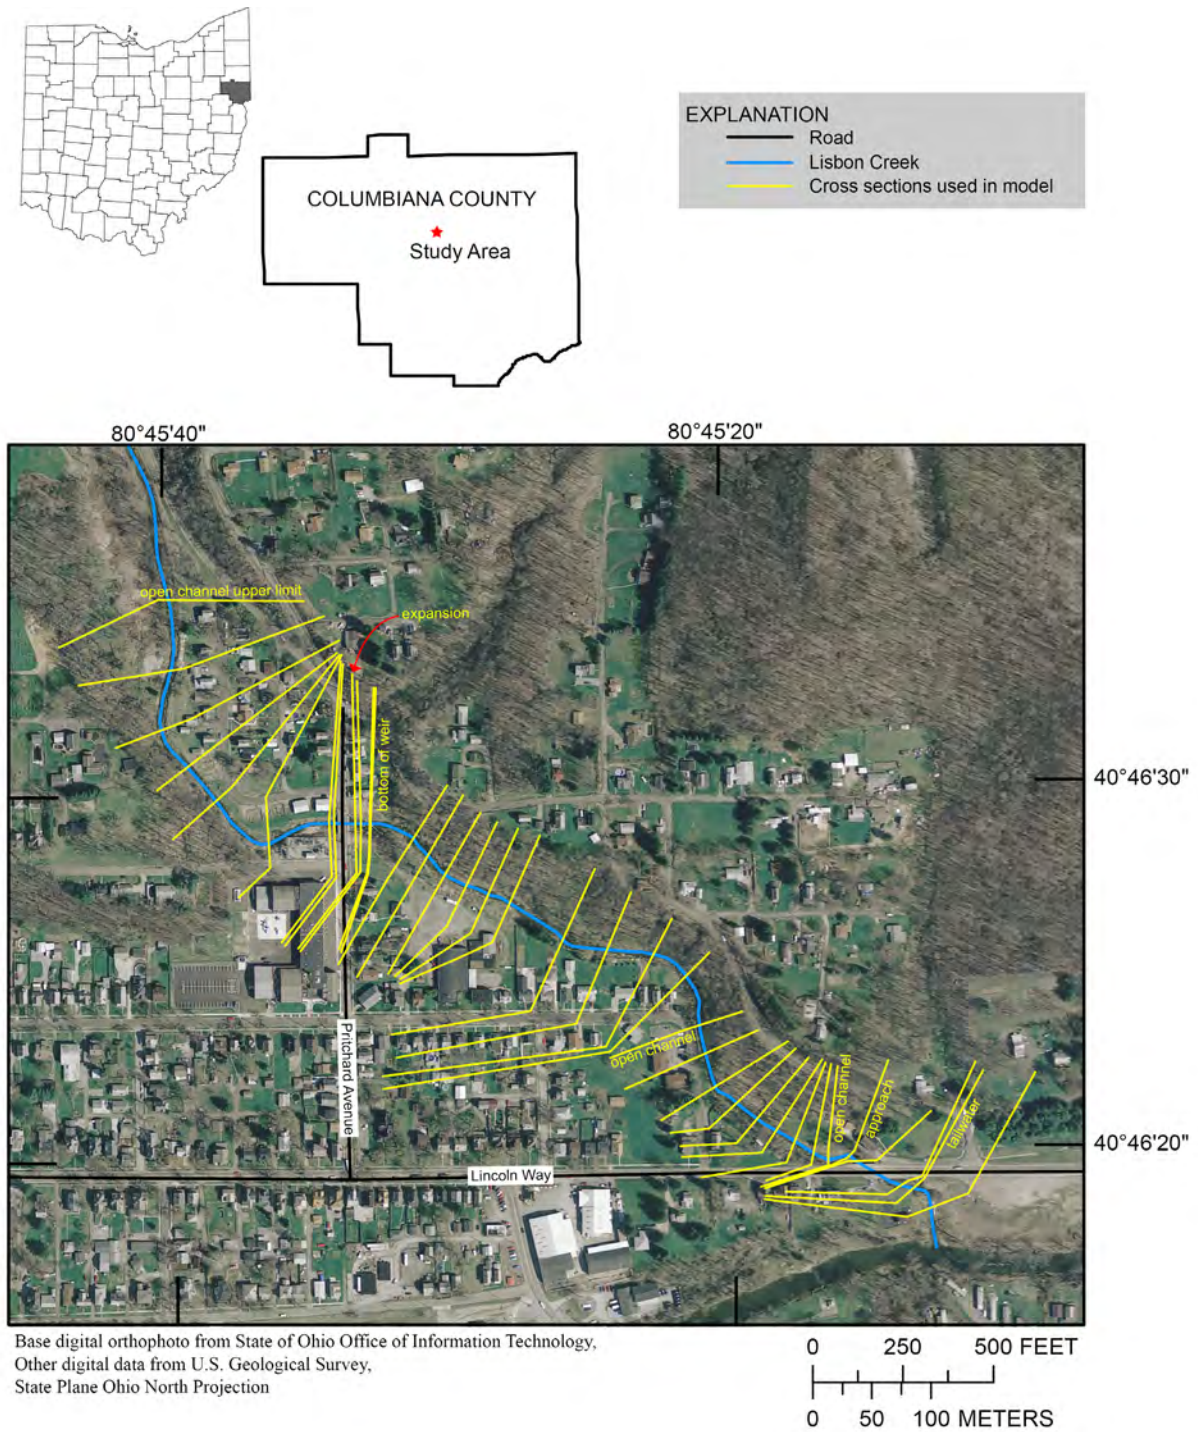 EXPLANATION
Road
Lisbon Creek
Cross sections used in model
COLUMBIANA COUNTY
Study Area
80°45'40"
80°45'20"
open channel upper limit
expansion
bottom of weir
40°46'30"
Pritchard Avenue
open channel
open channel
approach
tailwater
40°46'20"
Lincoln Way
Base digital orthophoto from State of Ohio Office of Information Technology,
Other digital data from U.S. Geological Survey,
State Plane Ohio North Projection
0 250 500 FEET
0 50 100 METERS